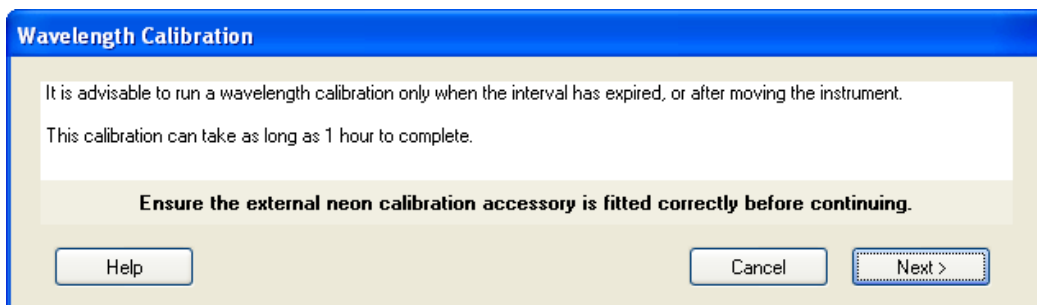 Wavelength Calibration
It is advisable to run a wavelength calibration only when the interval has expired, or after moving the instrument.
This calibration can take as long as 1 hour to complete.
Ensure the external neon calibration accessory is fitted correctly before continuing.
Help
Cancel
Next >